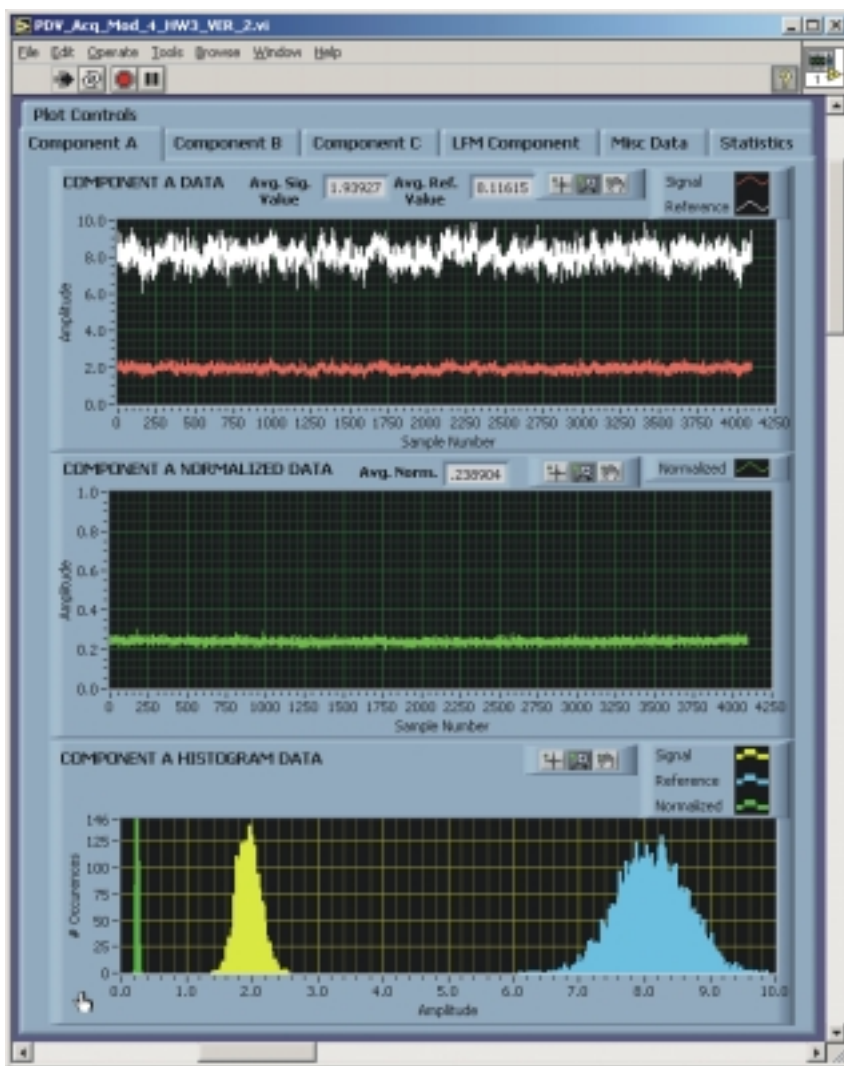 PDV_Acq_Mod_4_HW3_VIR_2.vi
File Edit Operate Tools Browse Window Help
1
Plot Controls
Component A Component B Component C LFM Component Misc Data Statistics
COMPONENT A DATA Avg. Sig. Value 1.93927 Avg. Ref. Value 8.11615 Signal
Reference
10.0
8.0
6.0
4.0
2.0
0.0
Amplitude
0 250 500 750 1000 1250 1500 1750 2000 2250 2500 2750 3000 3250 3500 3750 4000 4250
Sample Number
COMPONENT A NORMALIZED DATA Avg. Norm. .238904 Normalized
1.0
0.8
0.6
0.4
0.2
0.0
Amplitude
0 250 500 750 1000 1250 1500 1750 2000 2250 2500 2750 3000 3250 3500 3750 4000 4250
Sample Number
COMPONENT A HISTOGRAM DATA Signal
Reference
Normalized
146
125
100
75
50
25
0
# Occurences
0.0 1.0 2.0 3.0 4.0 5.0 6.0 7.0 8.0 9.0 10.0
Amplitude